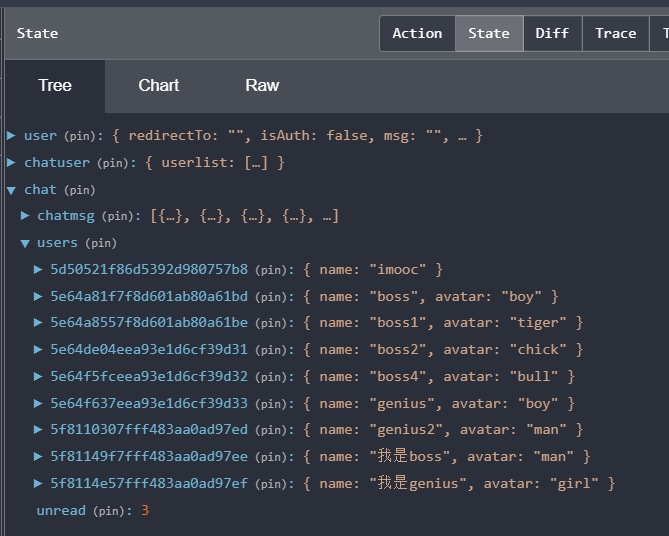 State Action State Diff Trace T
Tree Chart Raw
user (pin): { redirectTo: "", isAuth: false, msg: "", … }
chatuser (pin): { userlist: […] }
chat (pin)
chatmsg (pin): [{…}, {…}, {…}, {…}, …]
users (pin)
5d50521f86d5392d980757b8 (pin): { name: "imooc" }
5e64a81f7f8d601ab80a61bd (pin): { name: "boss", avatar: "boy" }
5e64a8557f8d601ab80a61be (pin): { name: "boss1", avatar: "tiger" }
5e64de04eea93e1d6cf39d31 (pin): { name: "boss2", avatar: "chick" }
5e64f5fceea93e1d6cf39d32 (pin): { name: "boss4", avatar: "bull" }
5e64f637eea93e1d6cf39d33 (pin): { name: "genius", avatar: "boy" }
5f8110307fff483aa0ad97ed (pin): { name: "genius2", avatar: "man" }
5f81149f7fff483aa0ad97ee (pin): { name: "我是boss", avatar: "man" }
5f8114e57fff483aa0ad97ef (pin): { name: "我是genius", avatar: "girl" }
unread (pin): 3